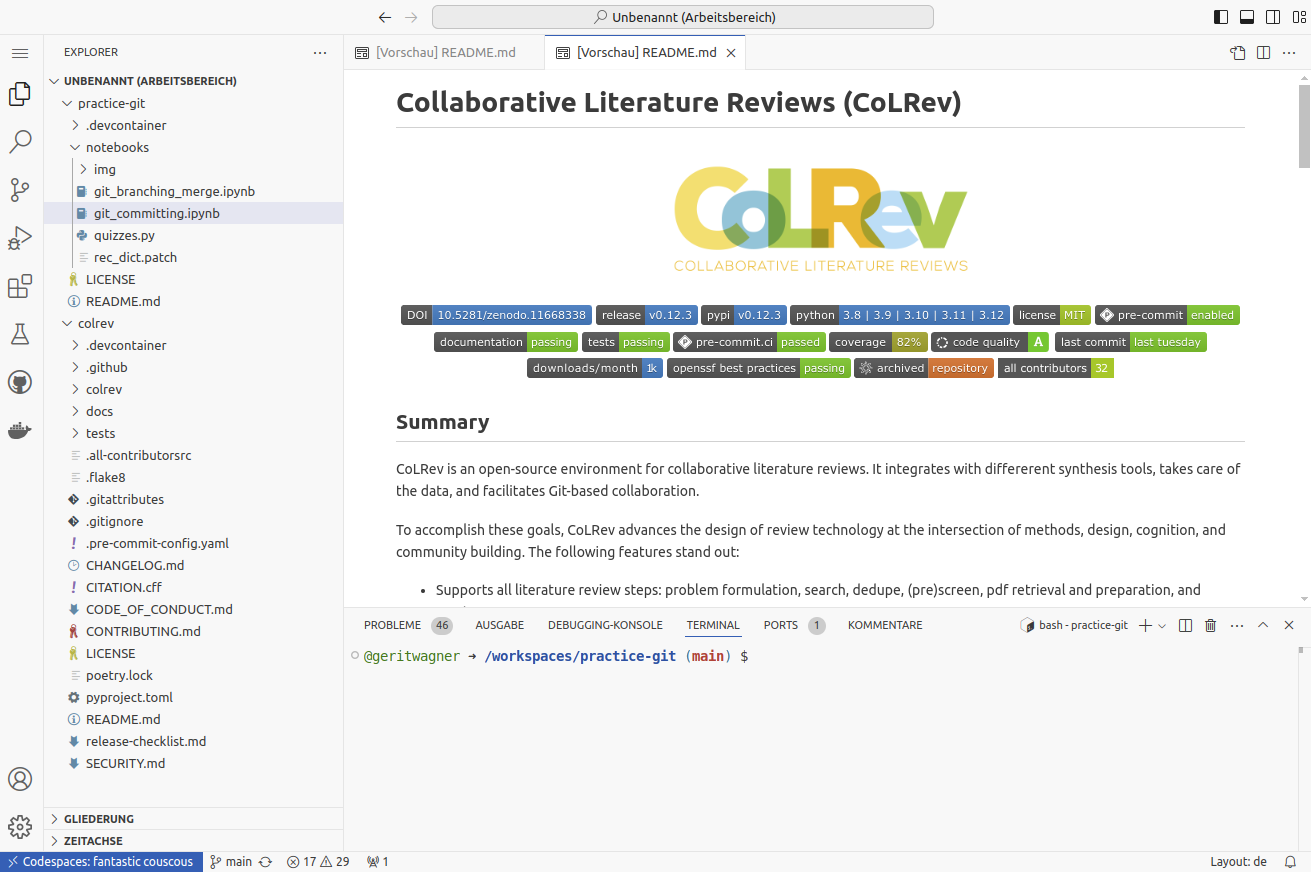 Unbenannt (Arbeitsbereich)
EXPLORER
UNBENANNT (ARBEITSBEREICH)
practice-git
.devcontainer
notebooks
img
git_branching_merge.ipynb
git_committing.ipynb
quizzes.py
rec_dict.patch
LICENSE
README.md
colrev
.devcontainer
.github
colrev
docs
tests
.all-contributorsrc
.flake8
.gitattributes
.gitignore
.pre-commit-config.yaml
CHANGELOG.md
CITATION.cff
CODE_OF_CONDUCT.md
CONTRIBUTING.md
LICENSE
poetry.lock
pyproject.toml
README.md
release-checklist.md
SECURITY.md
GLIEDERUNG
ZEITACHSE
[Vorschau] README.md
[Vorschau] README.md
Collaborative Literature Reviews (CoLRev)
CoLRev
COLLABORATIVE LITERATURE REVIEWS
DOI 10.5281/zenodo.11668338 release v0.12.3 pypi v0.12.3 python 3.8 | 3.9 | 3.10 | 3.11 | 3.12 license MIT pre-commit enabled
documentation passing tests passing pre-commit.ci passed coverage 82% code quality A last commit last tuesday
downloads/month 1k openssf best practices passing archived repository all contributors 32
Summary
CoLRev is an open-source environment for collaborative literature reviews. It integrates with differerent synthesis tools, takes care of
the data, and facilitates Git-based collaboration.
To accomplish these goals, CoLRev advances the design of review technology at the intersection of methods, design, cognition, and
community building. The following features stand out:
• Supports all literature review steps: problem formulation, search, dedupe, (pre)screen, pdf retrieval and preparation, and
PROBLEME 46 AUSGABE DEBUGGING-KONSOLE TERMINAL PORTS 1 KOMMENTARE bash - practice-git
@geritwagner ➜ /workspaces/practice-git (main) $
Codespaces: fantastic couscous main 17 29 1 Layout: de